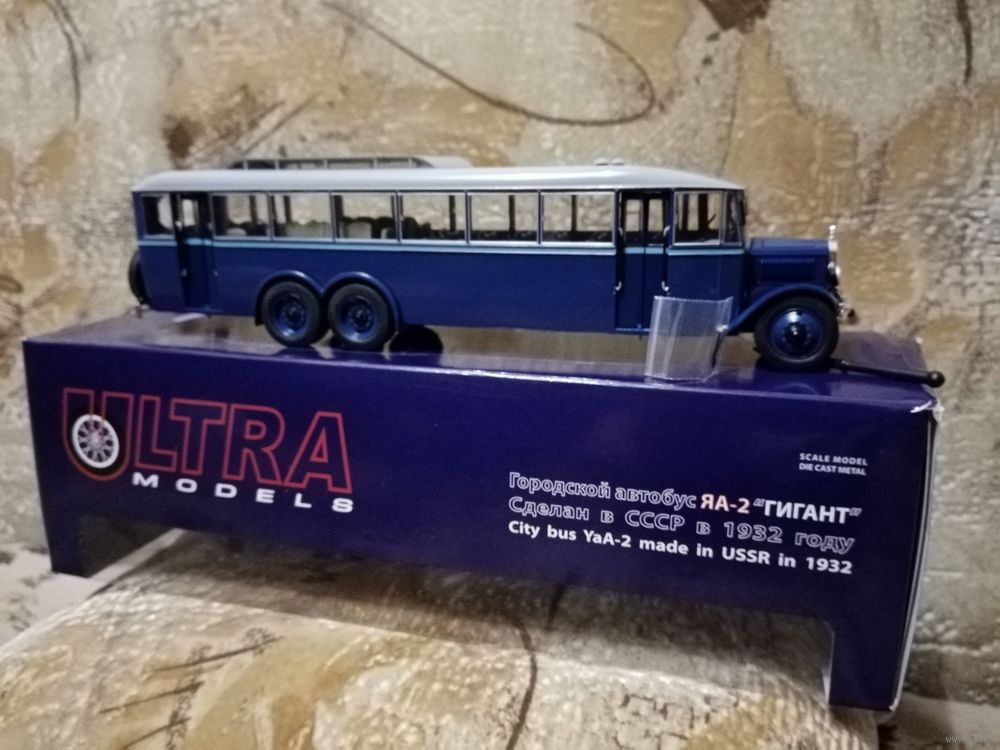 ULTRA
MODELS
SCALE MODEL
DIE CAST METAL
Городской автобус ЯА-2 "ГИГАНТ"
Сделан в СССР в 1932 году
City bus YaA-2 made in USSR in 1932